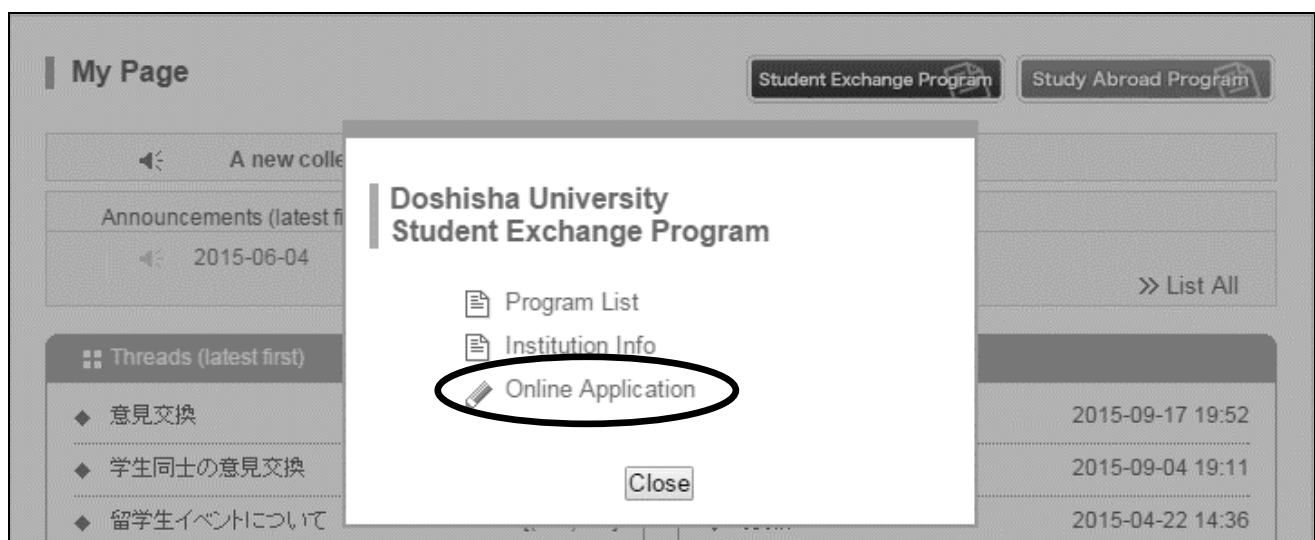 My Page
Student Exchange Program
Study Abroad Program
A new colle
Announcements (latest fi
2015-06-04
>> List All
Threads (latest first)
意見交換
2015-09-17 19:52
学生同士の意見交換
2015-09-04 19:11
留学生イベントについて
2015-04-22 14:36
Doshisha University
Student Exchange Program
Program List
Institution Info
Online Application
Close